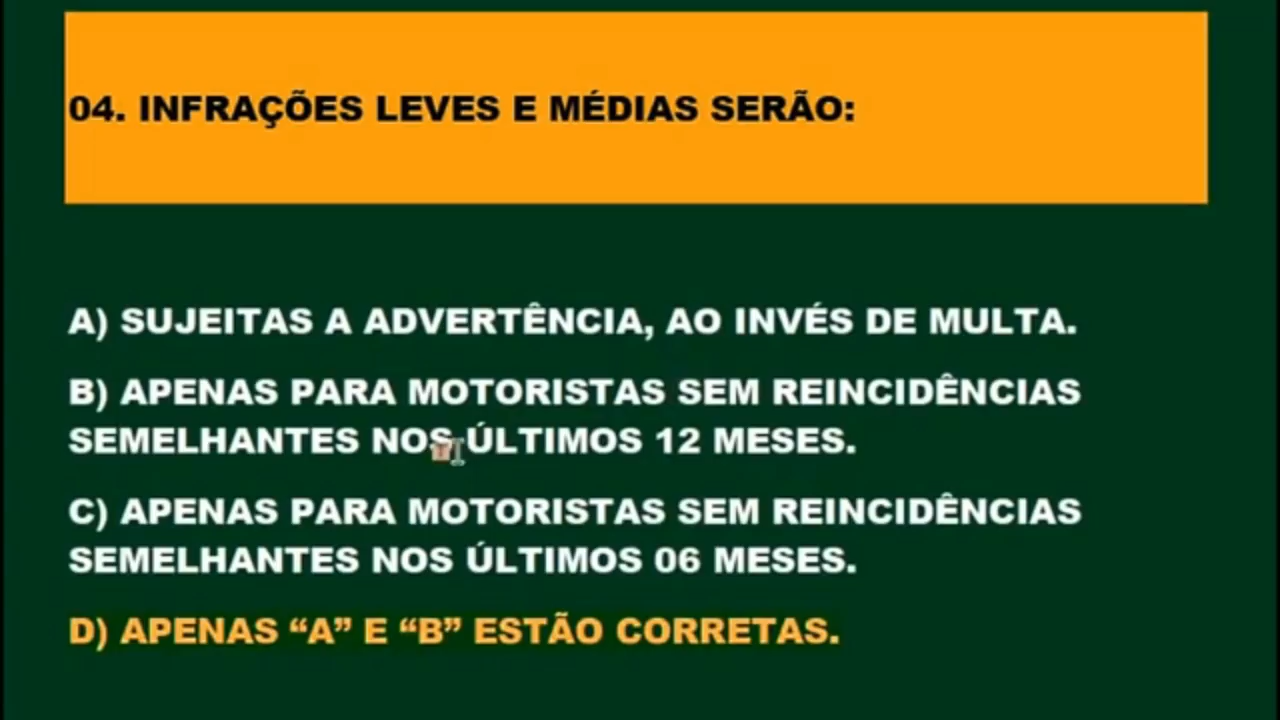 04. INFRAÇÕES LEVES E MÉDIAS SERÃO:
A) SUJEITAS A ADVERTÊNCIA, AO INVÉS DE MULTA.
B) APENAS PARA MOTORISTAS SEM REINCIDÊNCIAS
SEMELHANTES NOS ÚLTIMOS 12 MESES.
C) APENAS PARA MOTORISTAS SEM REINCIDÊNCIAS
SEMELHANTES NOS ÚLTIMOS 06 MESES.
D) APENAS “A” E “B” ESTÃO CORRETAS.